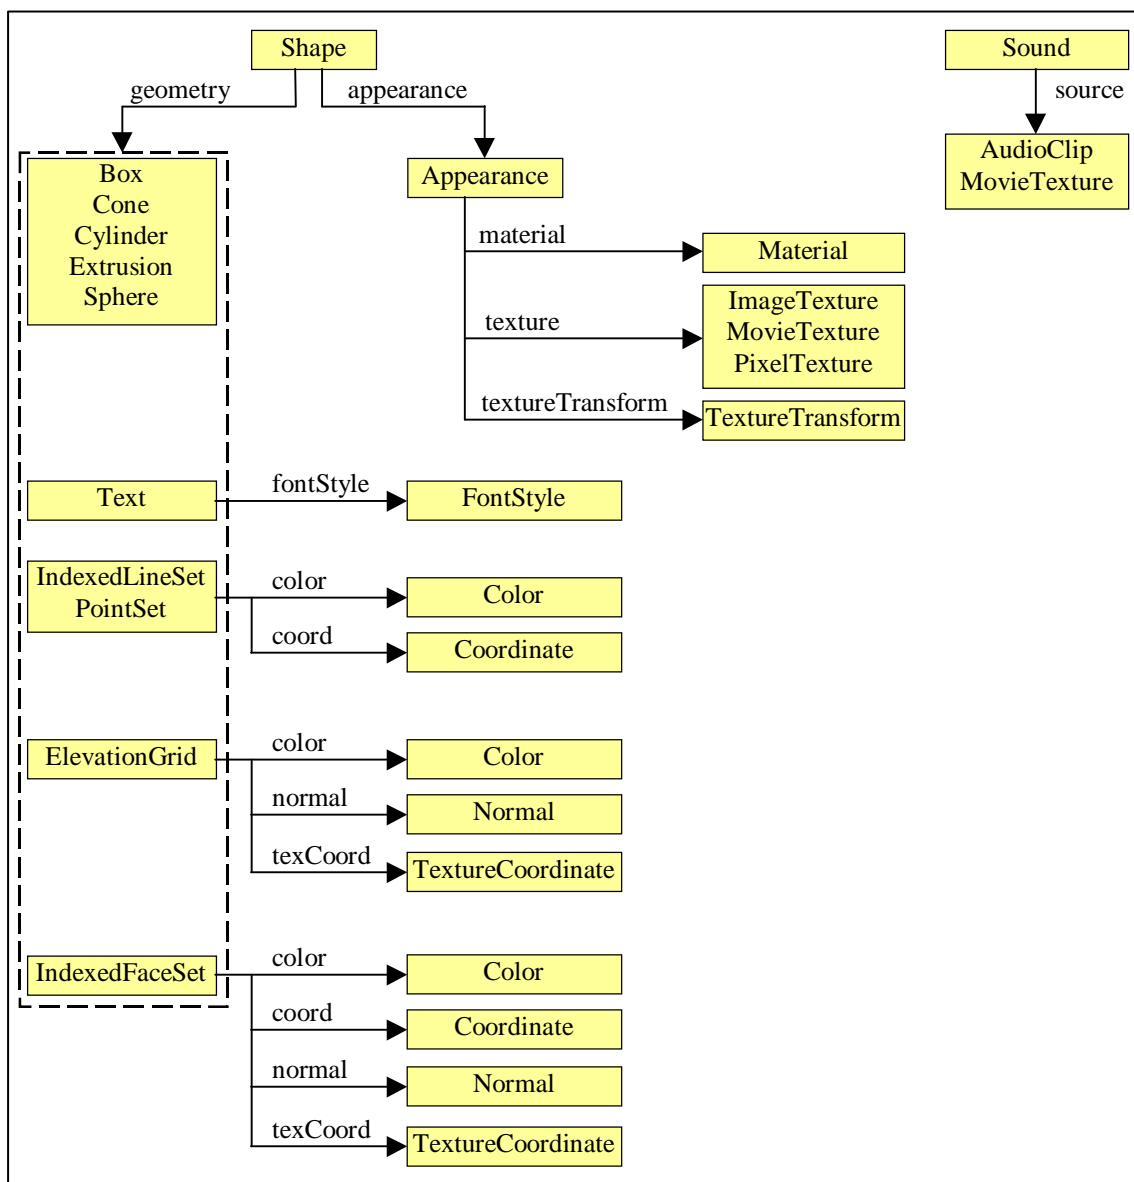 Shape
Sound
geometry
appearance
source
Box
Cone
Cylinder
Extrusion
Sphere
Appearance
AudioClip
MovieTexture
material
Material
texture
ImageTexture
MovieTexture
PixelTexture
textureTransform
TextureTransform
Text
fontStyle
FontStyle
IndexedLineSet
PointSet
color
Color
coord
Coordinate
ElevationGrid
color
Color
normal
Normal
texCoord
TextureCoordinate
IndexedFaceSet
color
Color
coord
Coordinate
normal
Normal
texCoord
TextureCoordinate